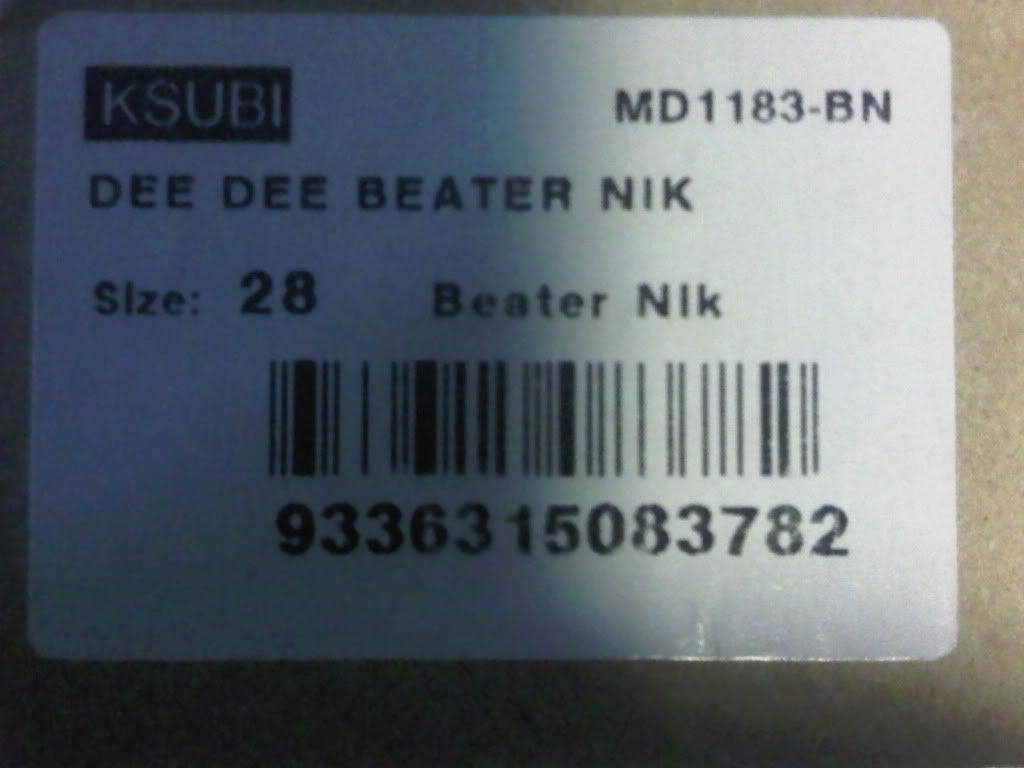 KSUBI MD1183-BN
DEE DEE BEATER NIK
Size: 28 Beater Nik
9336315083782